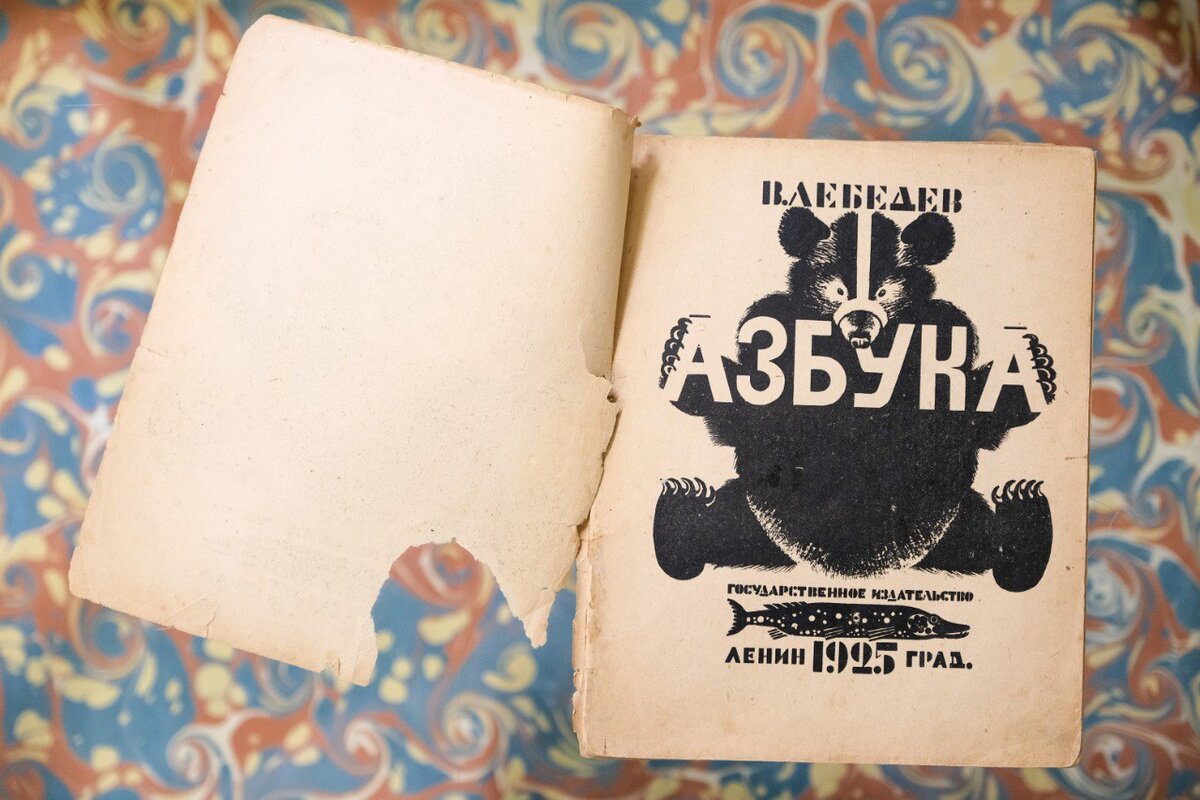 В. ЛЕБЕДЕВ
АЗБУКА
ГОСУДАРСТВЕННОЕ ИЗДАТЕЛЬСТВО
ЛЕНИН 1925 ГРАД.